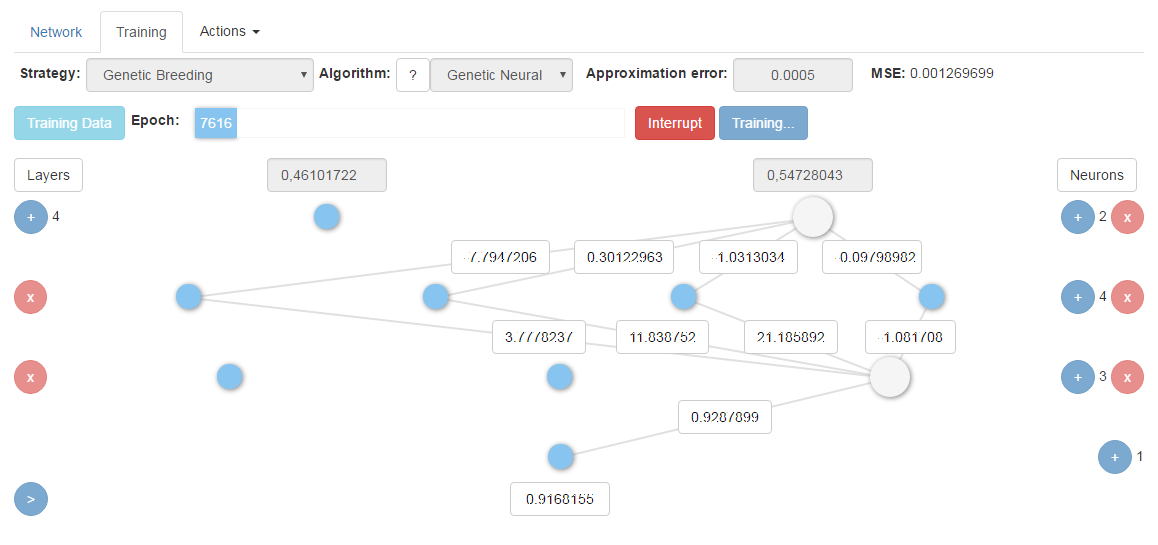 Network Training Actions
Strategy: Genetic Breeding Algorithm: ? Genetic Neural Approximation error: 0.0005 MSE: 0.001269699
Training Data Epoch: 7616 Interrupt Training...
Layers 0,46101722 0,54728043 Neurons
+ 4 + 2 x
-7.7947206 0.30122963 -1.0313034 -0.09798982
x + 4 x
3.7778237 11.838752 21.185892 -1.081708
x + 3 x
0.9287899
+ 1
> 0.9168155